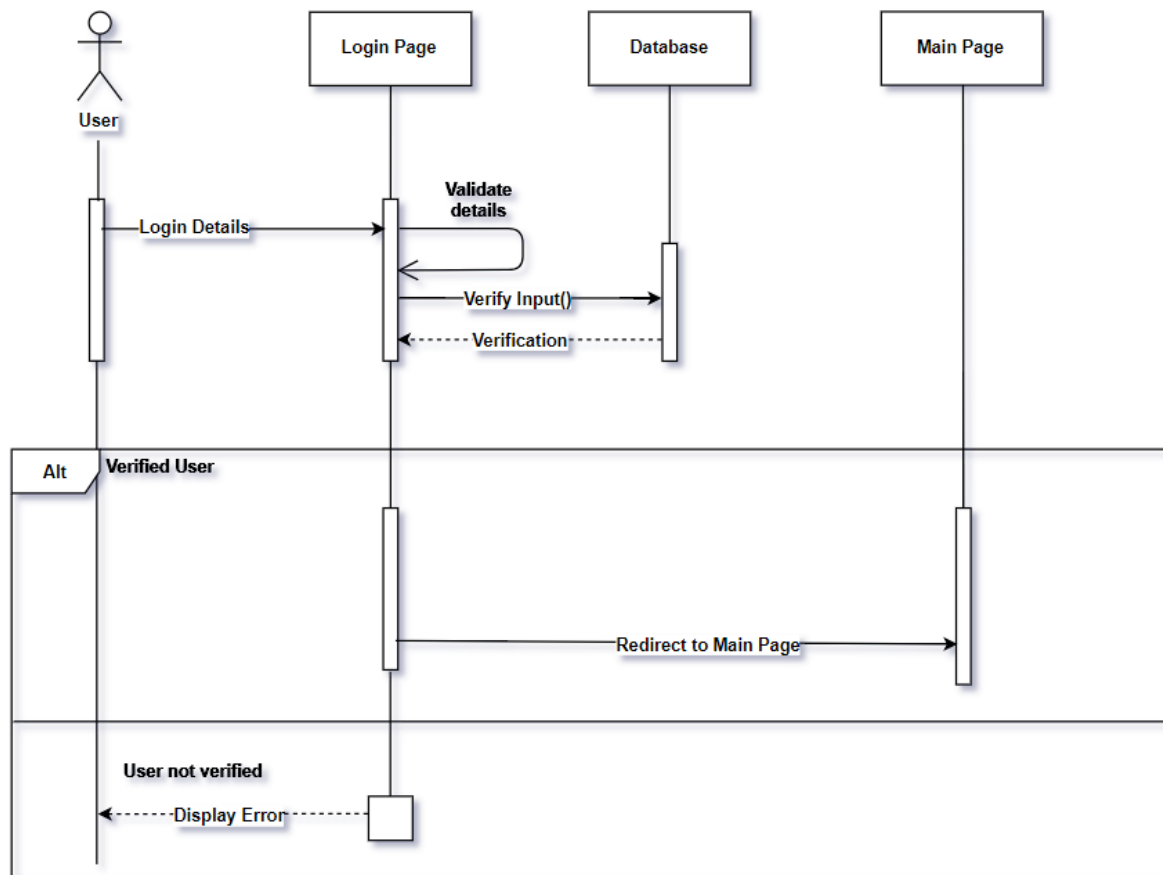 Login Page
Database
Main Page
User
Validate
details
Login Details
Verify Input()
Verification
Alt
Verified User
Redirect to Main Page
User not verified
Display Error